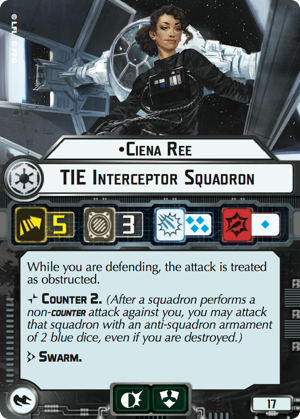 •Ciena Ree
TIE Interceptor Squadron
5
3
While you are defending, the attack is treated
as obstructed.
Counter 2. (After a squadron performs a
non-counter attack against you, you may attack
that squadron with an anti-squadron armament
of 2 blue dice, even if you are destroyed.)
Swarm.
17